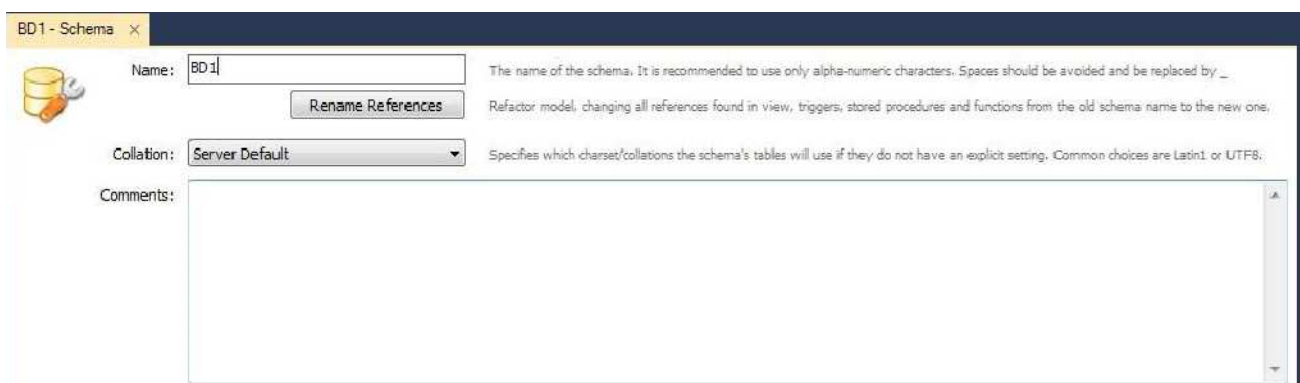 BD1 - Schema ×
Name: BD1 The name of the schema. It is recommended to use only alpha-numeric characters. Spaces should be avoided and be replaced by _
Rename References Refactor model, changing all references found in view, triggers, stored procedures and functions from the old schema name to the new one.
Collation: Server Default Specifies which charset/collations the schema's tables will use if they do not have an explicit setting. Common choices are Latin1 or UTF8.
Comments: